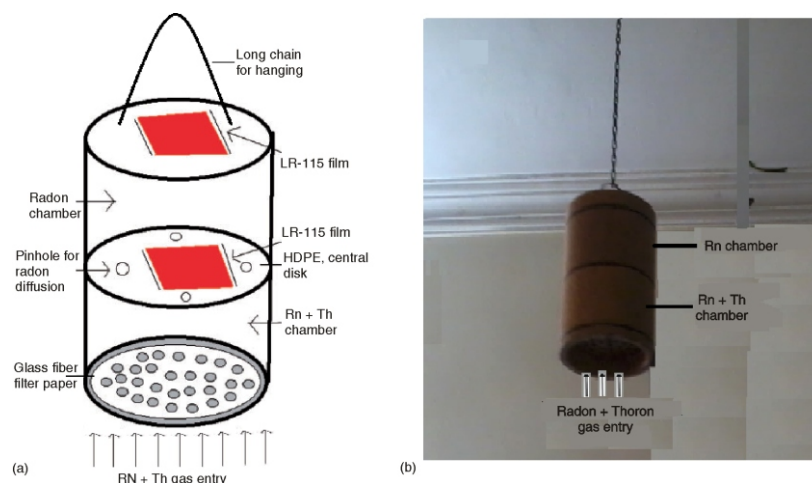 Long chain
for hanging
LR-115 film
Radon
chamber
LR-115 film
Pinhole for
radon
diffusion
HDPE, central
disk
Rn + Th
chamber
Glass fiber
filter paper
(a)
RN + Th gas entry
Rn chamber
Rn + Th
chamber
Radon + Thoron
gas entry
(b)